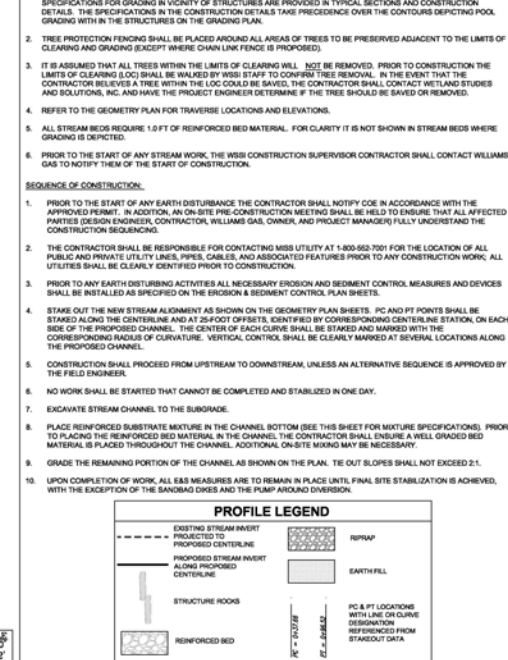 SPECIFICATIONS FOR GRADING IN VICINITY OF STRUCTURES ARE PROVIDED IN TYPICAL SECTIONS AND CONSTRUCTION
DETAILS. THE SPECIFICATIONS IN THE CONSTRUCTION DETAILS TAKE PRECEDENCE OVER THE CONTOURS DEPICTING POOL
GRADING WITH IN THE STRUCTURES ON THE GRADING PLAN.
2. TREE PROTECTION FENCING SHALL BE PLACED AROUND ALL AREAS OF TREES TO BE PRESERVED ADJACENT TO THE LIMITS OF
CLEARING AND GRADING (EXCEPT WHERE CHAIN LINK FENCE IS PROPOSED).
3. IT IS ASSUMED THAT ALL TREES WITHIN THE LIMITS OF CLEARING WILL NOT BE REMOVED. PRIOR TO CONSTRUCTION THE
LIMITS OF CLEARING (LOC) SHALL BE WALKED BY WSSI STAFF TO CONFIRM TREE REMOVAL. IN THE EVENT THAT THE
CONTRACTOR BELIEVES A TREE WITHIN THE LOC COULD BE SAVED, THE CONTRACTOR SHALL CONTACT WETLAND STUDIES
AND SOLUTIONS, INC. AND HAVE THE PROJECT ENGINEER DETERMINE IF THE TREE SHOULD BE SAVED OR REMOVED.
4. REFER TO THE GEOMETRY PLAN FOR TRAVERSE LOCATIONS AND ELEVATIONS.
5. ALL STREAM BEDS REQUIRE 1.0 FT OF REINFORCED BED MATERIAL. FOR CLARITY IT IS NOT SHOWN IN STREAM BEDS WHERE
GRADING IS DEPICTED.
6. PRIOR TO THE START OF ANY STREAM WORK, THE WSSI CONSTRUCTION SUPERVISOR CONTRACTOR SHALL CONTACT WILLIAMS
GAS TO NOTIFY THEM OF THE START OF CONSTRUCTION.
SEQUENCE OF CONSTRUCTION:
1. PRIOR TO THE START OF ANY EARTH DISTURBANCE THE CONTRACTOR SHALL NOTIFY COE IN ACCORDANCE WITH THE
APPROVED PERMIT. IN ADDITION, AN ON-SITE PRE-CONSTRUCTION MEETING SHALL BE HELD TO ENSURE THAT ALL AFFECTED
PARTIES (DESIGN ENGINEER, CONTRACTOR, WILLIAMS GAS, OWNER, AND PROJECT MANAGER) FULLY UNDERSTAND THE
CONSTRUCTION SEQUENCING.
2. THE CONTRACTOR SHALL BE RESPONSIBLE FOR CONTACTING MISS UTILITY AT 1-800-552-7001 FOR THE LOCATION OF ALL
PUBLIC AND PRIVATE UTILITY LINES, PIPES, CABLES, AND ASSOCIATED FEATURES PRIOR TO ANY CONSTRUCTION WORK; ALL
UTILITIES SHALL BE CLEARLY IDENTIFIED PRIOR TO CONSTRUCTION.
3. PRIOR TO ANY EARTH DISTURBING ACTIVITIES ALL NECESSARY EROSION AND SEDIMENT CONTROL MEASURES AND DEVICES
SHALL BE INSTALLED AS SPECIFIED ON THE EROSION & SEDIMENT CONTROL PLAN SHEETS.
4. STAKE OUT THE NEW STREAM ALIGNMENT AS SHOWN ON THE GEOMETRY PLAN SHEETS. PC AND PT POINTS SHALL BE
STAKED ALONG THE CENTERLINE AND AT 25-FOOT OFFSETS, IDENTIFIED BY CORRESPONDING CENTERLINE STATION, ON EACH
SIDE OF THE PROPOSED CHANNEL. THE CENTER OF EACH CURVE SHALL BE STAKED AND MARKED WITH THE
CORRESPONDING RADIUS OF CURVATURE. VERTICAL CONTROL SHALL BE CLEARLY MARKED AT SEVERAL LOCATIONS ALONG
THE PROPOSED CHANNEL.
5. CONSTRUCTION SHALL PROCEED FROM UPSTREAM TO DOWNSTREAM, UNLESS AN ALTERNATIVE SEQUENCE IS APPROVED BY
THE FIELD ENGINEER.
6. NO WORK SHALL BE STARTED THAT CANNOT BE COMPLETED AND STABILIZED IN ONE DAY.
7. EXCAVATE STREAM CHANNEL TO THE SUBGRADE.
8. PLACE REINFORCED SUBSTRATE MIXTURE IN THE CHANNEL BOTTOM (SEE THIS SHEET FOR MIXTURE SPECIFICATIONS). PRIOR
TO PLACING THE REINFORCED BED MATERIAL IN THE CHANNEL THE CONTRACTOR SHALL ENSURE A WELL GRADED BED
MATERIAL IS PLACED THROUGHOUT THE CHANNEL. ADDITIONAL ON-SITE MIXING MAY BE NECESSARY.
9. GRADE THE REMAINING PORTION OF THE CHANNEL AS SHOWN ON THE PLAN. TIE OUT SLOPES SHALL NOT EXCEED 2:1.
10. UPON COMPLETION OF WORK, ALL E&S MEASURES ARE TO REMAIN IN PLACE UNTIL FINAL SITE STABILIZATION IS ACHIEVED,
WITH THE EXCEPTION OF THE SANDBAG DIKES AND THE PUMP AROUND DIVERSION.
PROFILE LEGEND
EXISTING STREAM INVERT
PROJECTED TO
PROPOSED CENTERLINE
PROPOSED STREAM INVERT
ALONG PROPOSED
CENTERLINE
STRUCTURE ROCKS
REINFORCED BED
RIPRAP
EARTH FILL
PC = 0+37.88
PT = 0+96.52
PC & PT LOCATIONS
WITH LINE OR CURVE
DESIGNATION
REFERENCED FROM
STAKEOUT DATA